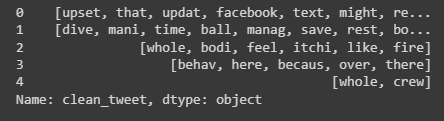 0    [upset, that, updat, facebook, text, might, re...
1    [dive, mani, time, ball, manag, save, rest, bo...
2    [whole, bodi, feel, itchi, like, fire]
3    [behav, here, becaus, over, there]
4    [whole, crew]
Name: clean_tweet, dtype: object